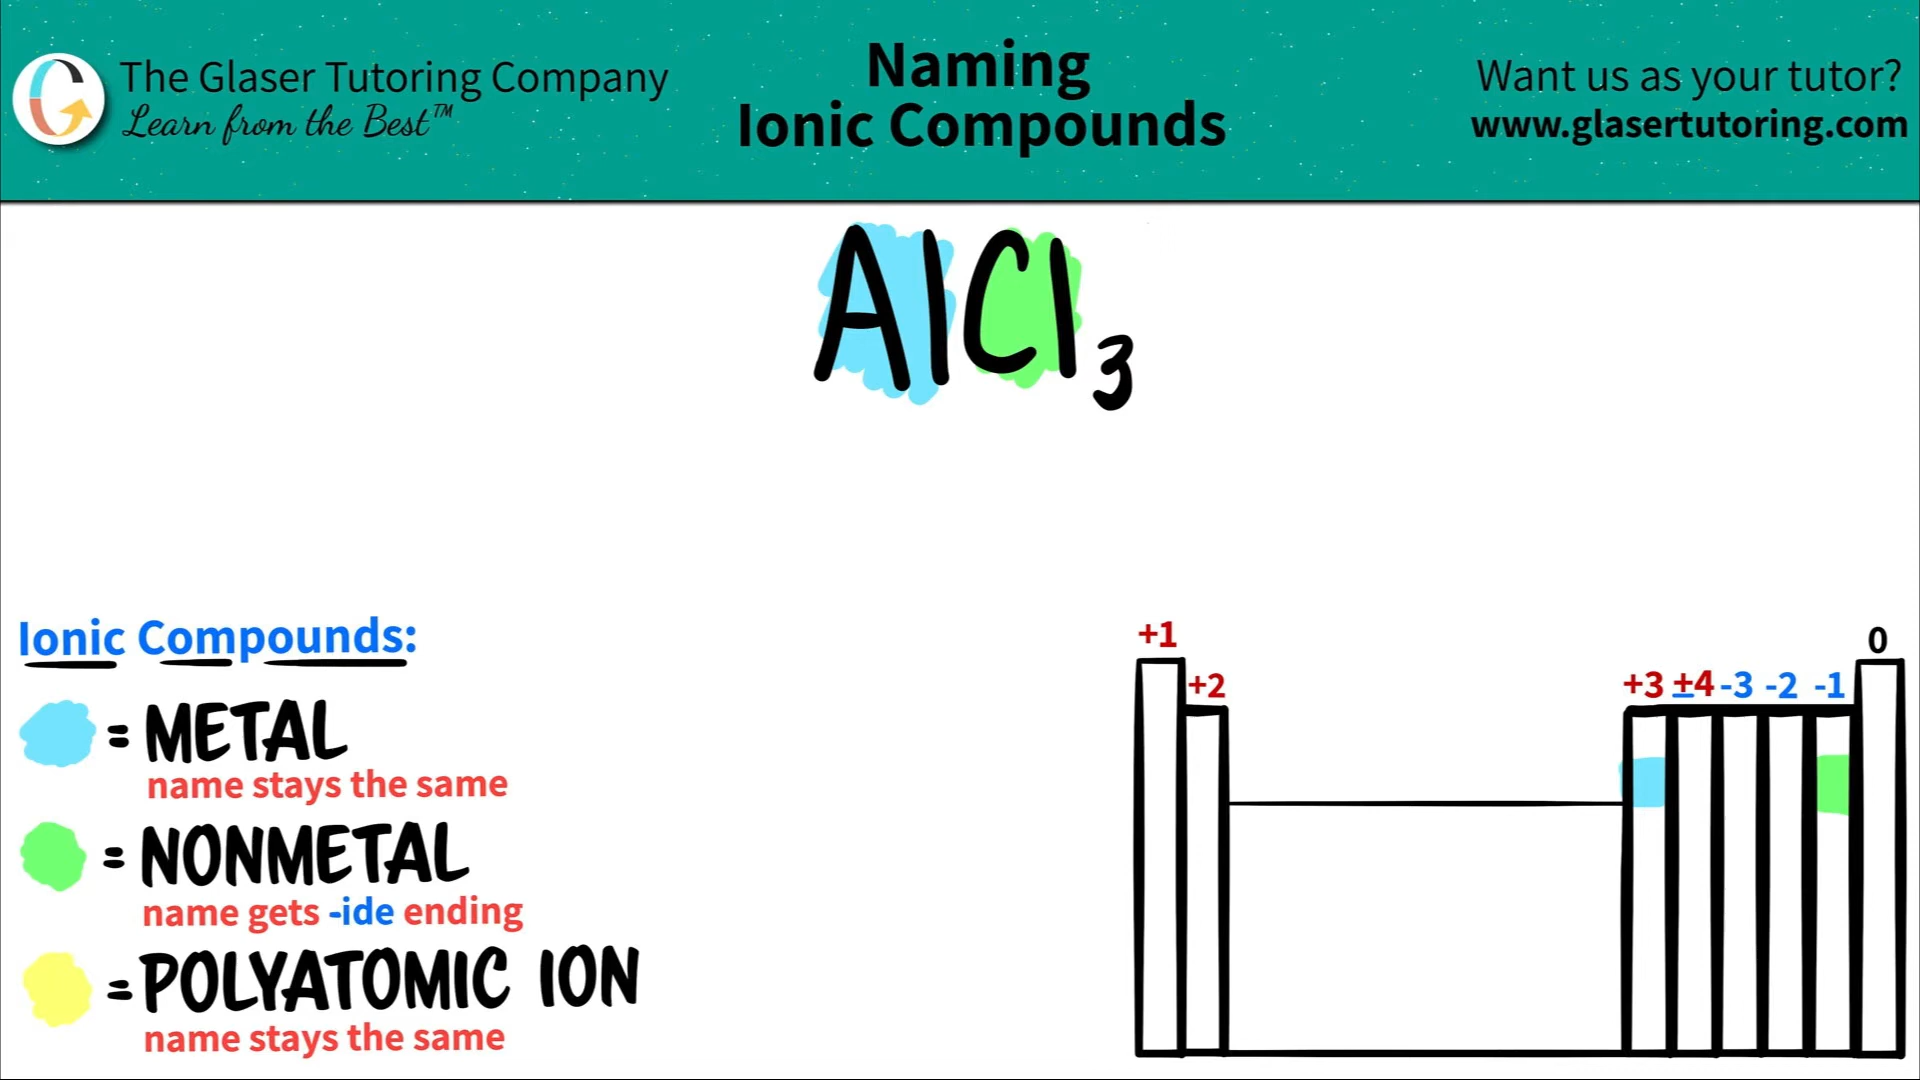 The Glaser Tutoring Company
Learn from the Best™
Naming
Ionic Compounds
Want us as your tutor?
www.glasertutoring.com
AlCl3
Ionic Compounds:
= METAL
name stays the same
= NONMETAL
name gets -ide ending
= POLYATOMIC ION
name stays the same
+1
0
+2
+3 ±4 -3 -2 -1